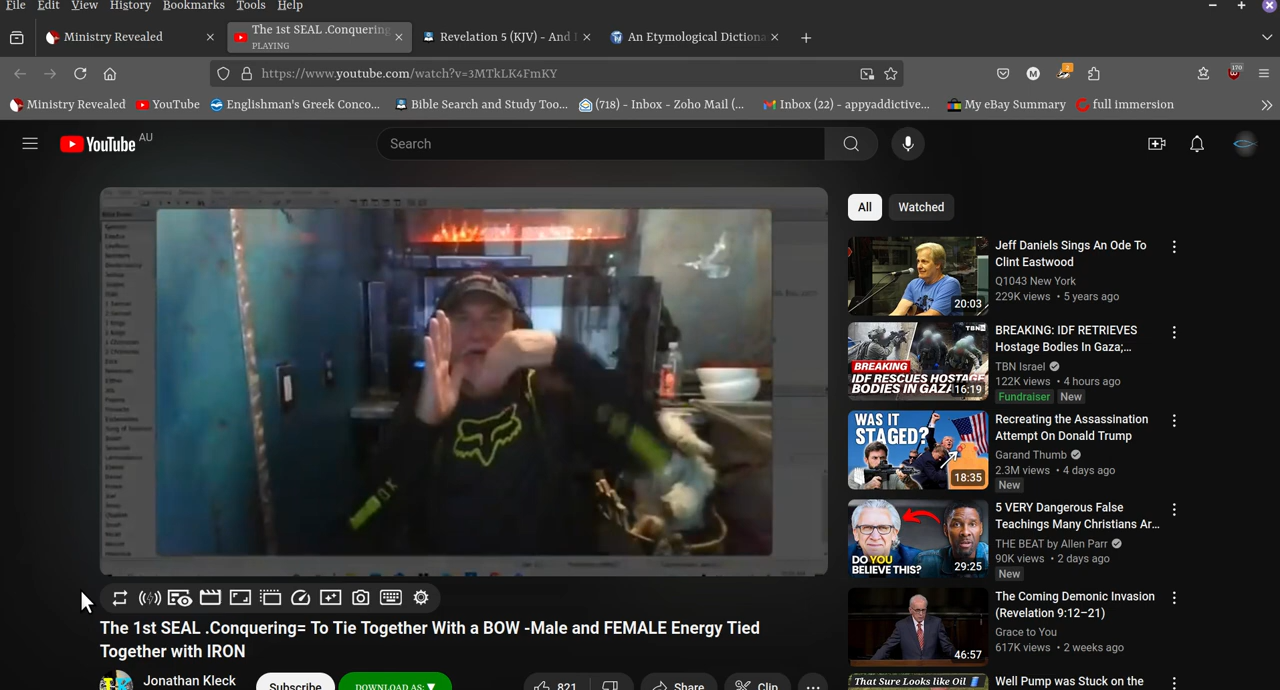 File Edit View History Bookmarks Tools Help
Ministry Revealed
The 1st SEAL .Conquering
PLAYING
Revelation 5 (KJV) - And I
An Etymological Dictiona
https://www.youtube.com/watch?v=3MTkLK4FmKY
M
2
170
Ministry Revealed YouTube Englishman's Greek Conco... Bible Search and Study Too... (718) - Inbox - Zoho Mail (... Inbox (22) - appyaddictive... My eBay Summary full immersion
YouTube AU
Search
All Watched
Jeff Daniels Sings An Ode To
Clint Eastwood
Q1043 New York
229K views • 5 years ago
20:03
BREAKING: IDF RETRIEVES
Hostage Bodies In Gaza;...
TBN Israel
122K views • 4 hours ago
Fundraiser New
TBN
BREAKING
IDF RESCUES HOSTAGE
BODIES IN GAZA
16:19
Recreating the Assassination
Attempt On Donald Trump
Garand Thumb
2.3M views • 4 days ago
New
WAS IT
STAGED?
18:35
5 VERY Dangerous False
Teachings Many Christians Ar...
THE BEAT by Allen Parr
90K views • 2 days ago
New
DO YOU
BELIEVE THIS?
29:25
The Coming Demonic Invasion
(Revelation 9:12–21)
Grace to You
617K views • 2 weeks ago
46:57
That Sure Looks like Oil
Well Pump was Stuck on the
The 1st SEAL .Conquering= To Tie Together With a BOW -Male and FEMALE Energy Tied
Together with IRON
Jonathan Kleck
Subscribe
DOWNLOAD AS: ▼
821
Share
Clip